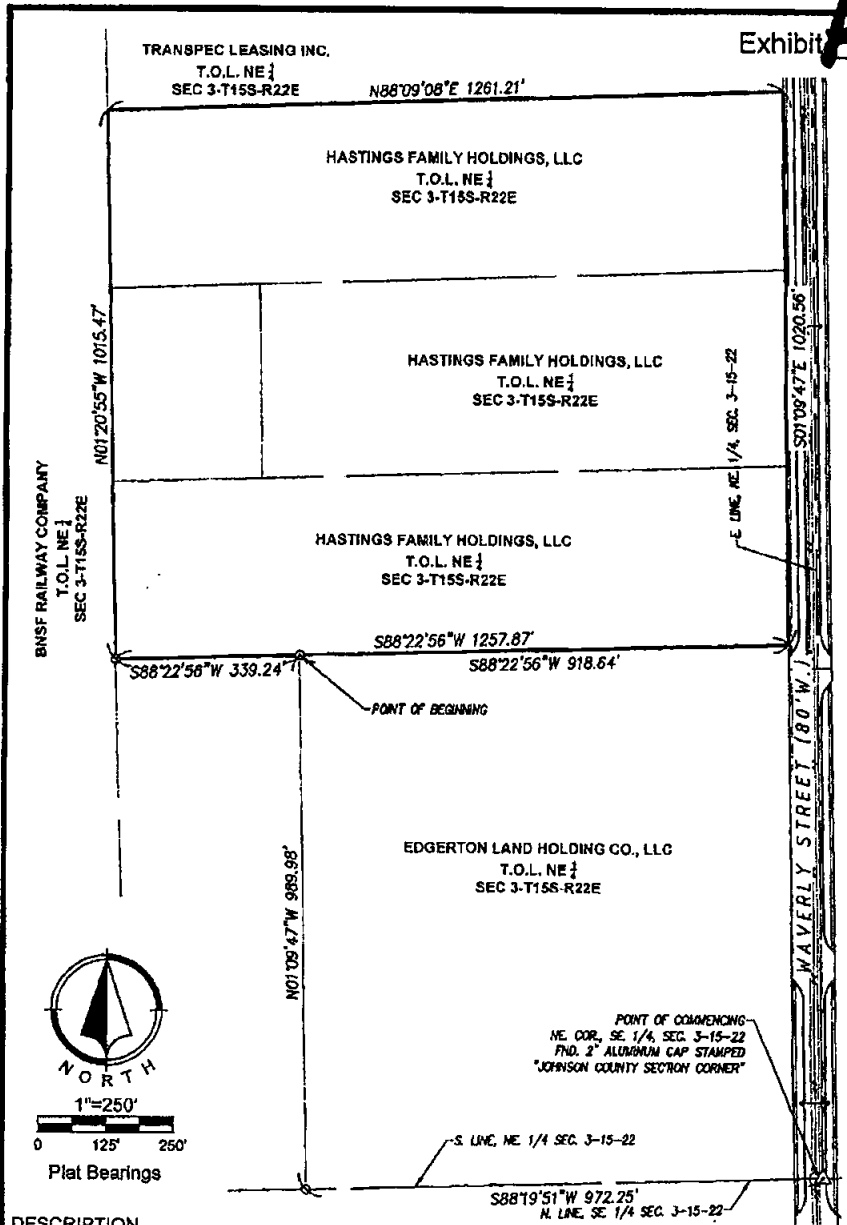 Exhibit
TRANSPEC LEASING INC.
T.O.L. NE 1/4
SEC 3-T15S-R22E
N88°09'08"E 1261.21'
HASTINGS FAMILY HOLDINGS, LLC
T.O.L. NE 1/4
SEC 3-T15S-R22E
N01°20'55"W 1015.47'
S01°09'47"E 1020.56'
HASTINGS FAMILY HOLDINGS, LLC
T.O.L. NE 1/4
SEC 3-T15S-R22E
E. LINE, NE 1/4, SEC. 3-15-22
BNSF RAILWAY COMPANY
T.O.L. NE 1/4
SEC 3-T15S-R22E
HASTINGS FAMILY HOLDINGS, LLC
T.O.L. NE 1/4
SEC 3-T15S-R22E
S88°22'56"W 1257.87'
S88°22'56"W 339.24'
S88°22'56"W 918.64'
POINT OF BEGINNING
WAVERLY STREET (80' W.)
EDGERTON LAND HOLDING CO., LLC
T.O.L. NE 1/4
SEC 3-T15S-R22E
N01°09'47"W 989.98'
NORTH
1"=250'
0 125' 250'
Plat Bearings
POINT OF COMMENCING
NE. COR., SE. 1/4, SEC. 3-15-22
FND. 2" ALUMINUM CAP STAMPED
"JOHNSON COUNTY SECTION CORNER"
S. LINE, NE 1/4 SEC. 3-15-22
S88°19'51"W 972.25'
N. LINE, SE 1/4 SEC. 3-15-22
DESCRIPTION